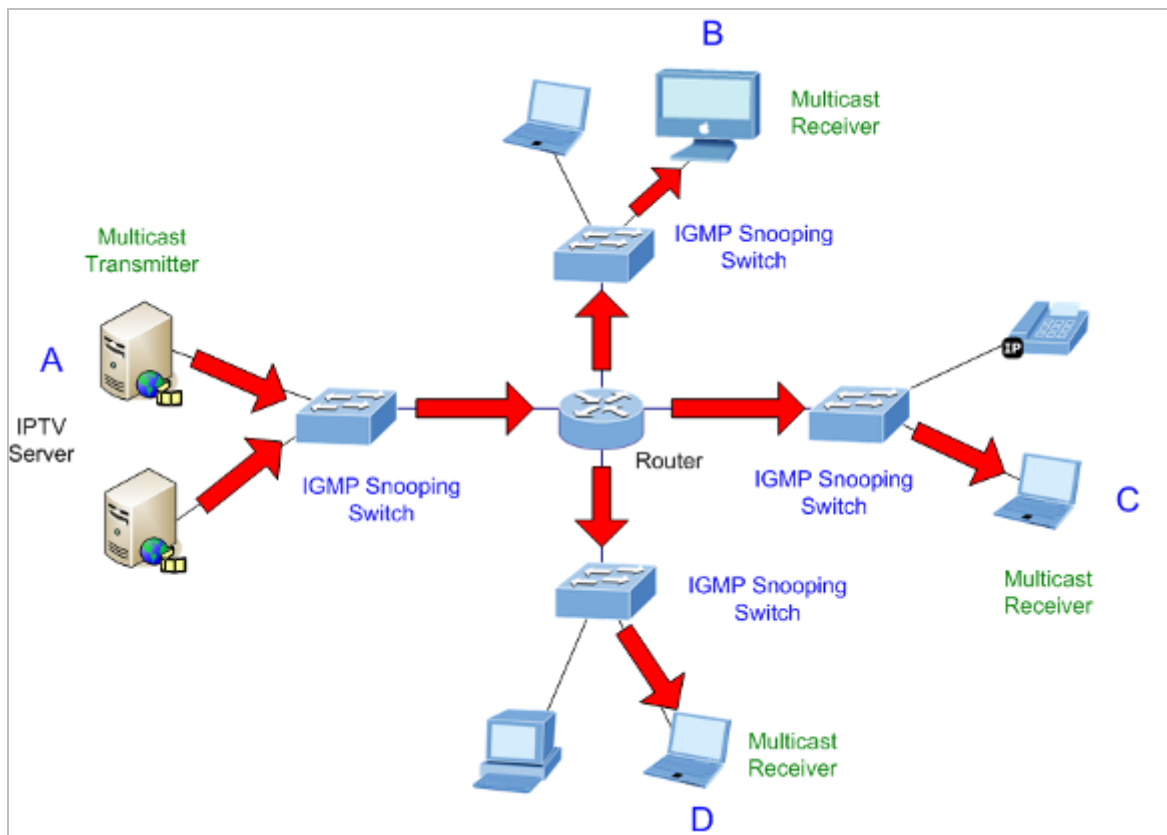 B
Multicast
Receiver
IGMP Snooping
Switch
Multicast
Transmitter
A
IPTV
Server
IGMP Snooping
Switch
Router
IP
IGMP Snooping
Switch
C
Multicast
Receiver
IGMP Snooping
Switch
Multicast
Receiver
D